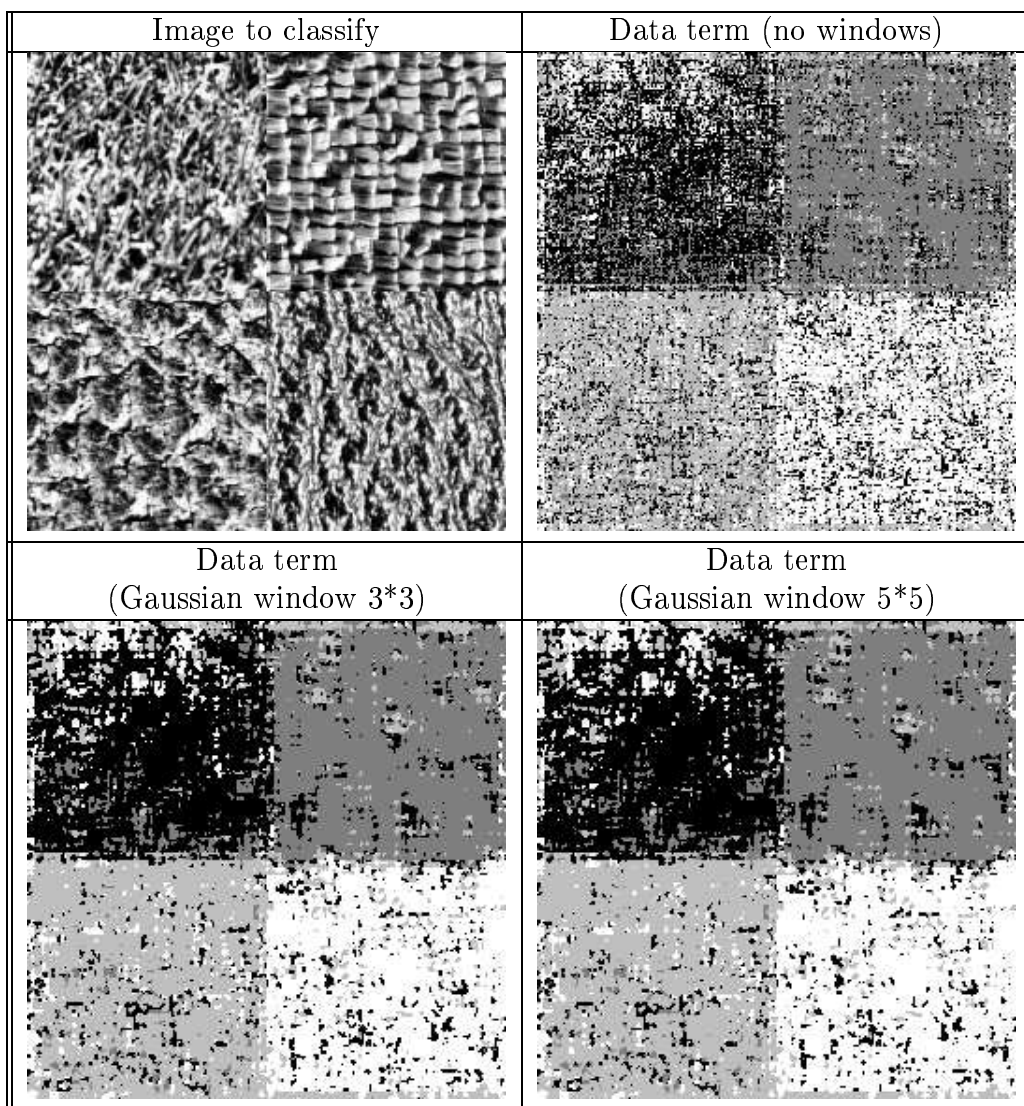 Image to classify
Data term (no windows)
Data term
(Gaussian window 3*3)
Data term
(Gaussian window 5*5)